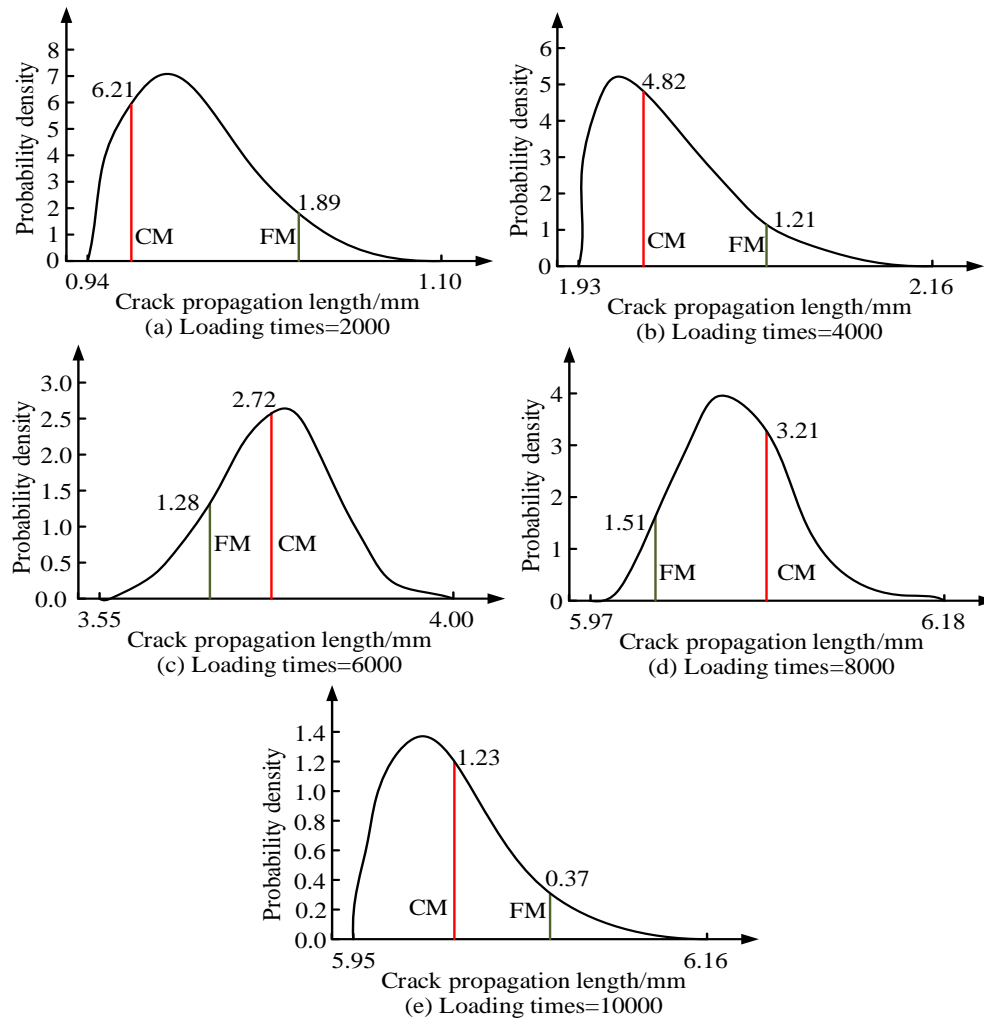 8
7
6
5
4
3
2
1
0
Probability density
6.21
1.89
CM
FM
0.94
1.10
Crack propagation length/mm
(a) Loading times=2000
6
5
4
3
2
1
0
Probability density
4.82
1.21
CM
FM
1.93
2.16
Crack propagation length/mm
(b) Loading times=4000
3.0
2.5
2.0
1.5
1.0
0.5
0.0
Probability density
2.72
1.28
FM
CM
3.55
4.00
Crack propagation length/mm
(c) Loading times=6000
4
3
2
1
0
Probability density
3.21
1.51
FM
CM
5.97
6.18
Crack propagation length/mm
(d) Loading times=8000
1.4
1.2
1.0
0.8
0.6
0.4
0.2
0.0
Probability density
1.23
0.37
CM
FM
5.95
6.16
Crack propagation length/mm
(e) Loading times=10000